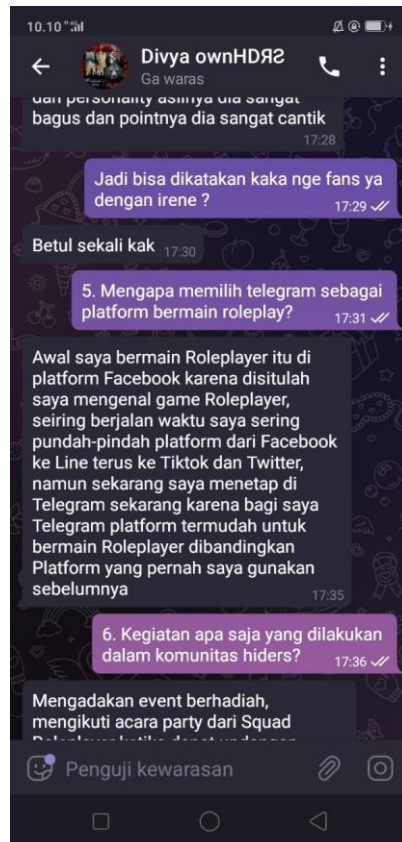 10.10
Divya ownHDЯƧ
Ga waras
dan personality aslinya dia sangat
bagus dan pointnya dia sangat cantik
17:28
Jadi bisa dikatakan kaka nge fans ya
dengan irene ?
17:29
Betul sekali kak 17:30
5. Mengapa memilih telegram sebagai
platform bermain roleplay?
17:31
Awal saya bermain Roleplayer itu di
platform Facebook karena disitulah
saya mengenal game Roleplayer,
seiring berjalan waktu saya sering
pundah-pindah platform dari Facebook
ke Line terus ke Tiktok dan Twitter,
namun sekarang saya menetap di
Telegram sekarang karena bagi saya
Telegram platform termudah untuk
bermain Roleplayer dibandingkan
Platform yang pernah saya gunakan
sebelumnya
17:35
6. Kegiatan apa saja yang dilakukan
dalam komunitas hiders?
17:36
Mengadakan event berhadiah,
mengikuti acara party dari Squad
Roleplayer ketika dapat undangan
Penguji kewarasan